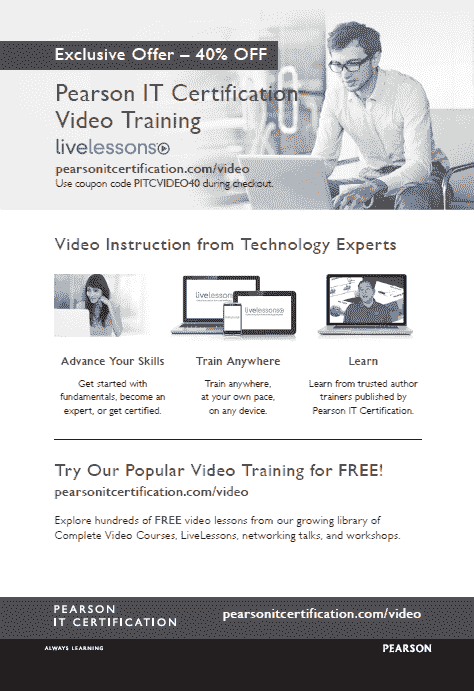 Exclusive Offer – 40% OFF
Pearson IT Certification
Video Training
livelessons
pearsonitcertification.com/video
Use coupon code PITCVIDEO40 during checkout.
Video Instruction from Technology Experts
livelessons
livelessons
Advance Your Skills
Get started with
fundamentals, become an
expert, or get certified.
Train Anywhere
Train anywhere,
at your own pace,
on any device.
Learn
Learn from trusted author
trainers published by
Pearson IT Certification.
Try Our Popular Video Training for FREE!
pearsonitcertification.com/video
Explore hundreds of FREE video lessons from our growing library of
Complete Video Courses, LiveLessons, networking talks, and workshops.
PEARSON
IT CERTIFICATION
pearsonitcertification.com/video
ALWAYS LEARNING
PEARSON